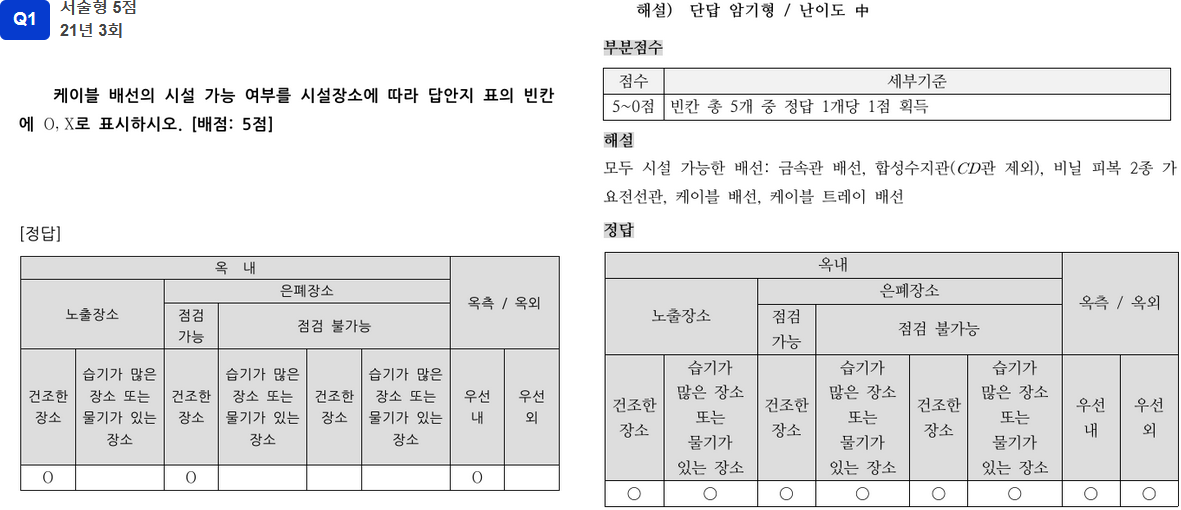 Q1
서술형 5점
21년 3회
케이블 배선의 시설 가능 여부를 시설장소에 따라 답안지 표의 빈칸
에 O, X로 표시하시오. [배점: 5점]
[정답]
옥 내
옥측 / 옥외
노출장소
은폐장소
점검
가능
점검 불가능
건조한
장소
습기가 많은
장소 또는
물기가 있는
장소
건조한
장소
습기가 많은
장소 또는
물기가 있는
장소
건조한
장소
습기가 많은
장소 또는
물기가 있는
장소
우선
내
우선
외
O O O
해설) 단답 암기형 / 난이도 中
부분점수
점수 세부기준
5~0점 빈칸 총 5개 중 정답 1개당 1점 획득
해설
모두 시설 가능한 배선: 금속관 배선, 합성수지관(CD관 제외), 비닐 피복 2종 가
요전선관, 케이블 배선, 케이블 트레이 배선
정답
옥내
옥측 / 옥외
노출장소
은폐장소
점검
가능
점검 불가능
건조한
장소
습기가
많은 장소
또는
물기가
있는 장소
건조한
장소
습기가
많은 장소
또는
물기가
있는 장소
건조한
장소
습기가
많은 장소
또는
물기가
있는 장소
우선
내
우선
외
○ ○ ○ ○ ○ ○ ○ ○